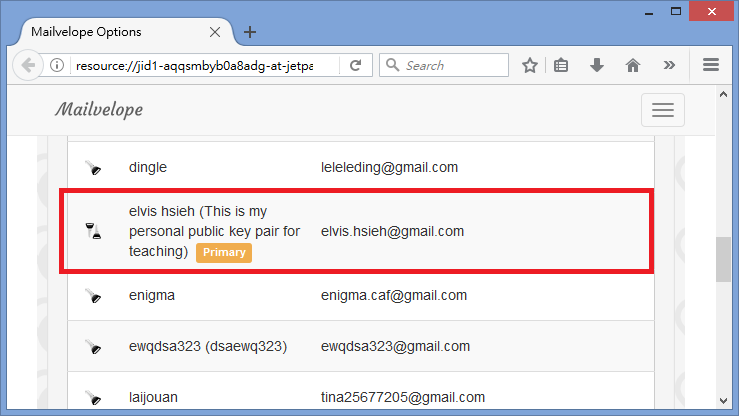 Mailvelope Options
resource://jid1-aqqsmbyb0a8adg-at-jetpa
Search
Mailvelope
dingle leleleding@gmail.com
elvis hsieh (This is my
personal public key pair for elvis.hsieh@gmail.com
teaching) Primary
enigma enigma.caf@gmail.com
ewqdsa323 (dsaewq323) ewqdsa323@gmail.com
laijouan tina25677205@gmail.com